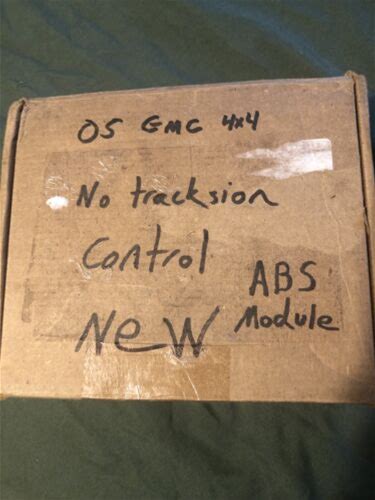 05 GMC 4x4
No tracksion
Control
ABS
New Module